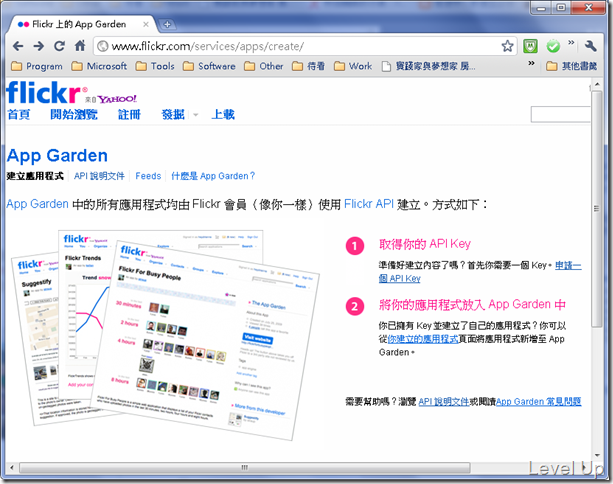 Flickr 上的 App Garden
www.flickr.com/services/apps/create/
Program Microsoft Tools Software Other 待看 Work 寶錢家與夢想家 房... » 其他書籤
flickr® 來自 YAHOO!
首頁 開始瀏覽 註冊 發掘 上載
App Garden
建立應用程式 API 說明文件 Feeds 什麼是 App Garden？
App Garden 中的所有應用程式均由 Flickr 會員（像你一樣）使用 Flickr API 建立。方式如下：
Suggestify
Flickr Trends
Trend snow
Flickr For Busy People
30 minutes
2 hours
4 hours
8 hours
The App Garden
Visit website
More from this Developer
1 取得你的 API Key
準備好建立內容了嗎？首先你需要一個 Key。申請一
個 API Key
2 將你的應用程式放入 App Garden 中
你已擁有 Key 並建立了自己的應用程式？你可以
從你建立的應用程式頁面將應用程式新增至 App
Garden。
需要幫助嗎？瀏覽 API 說明文件或閱讀App Garden 常見問題
Level Up